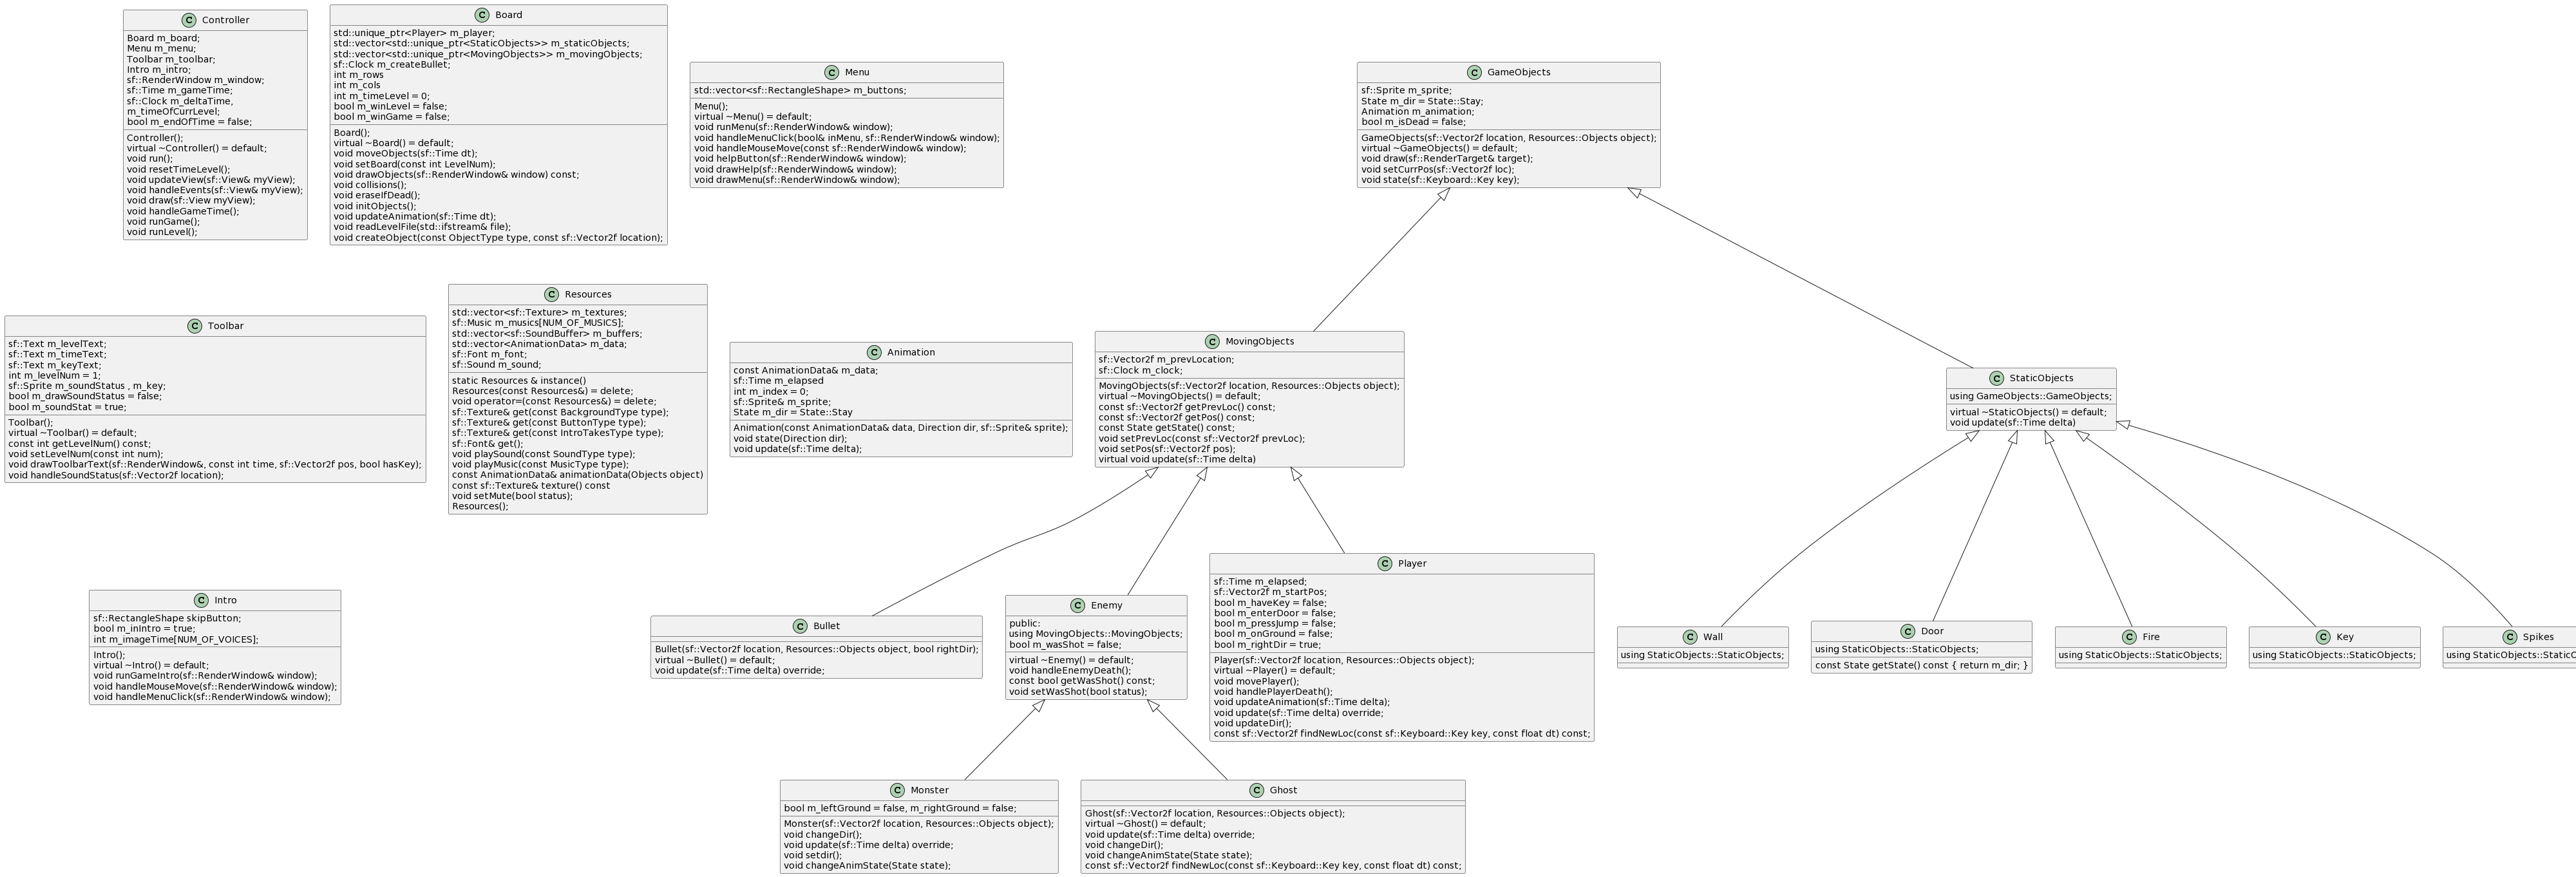 C Controller
Board m_board;
Menu m_menu;
Toolbar m_toolbar;
Intro m_intro;
sf::RenderWindow m_window;
sf::Time m_gameTime;
sf::Clock m_deltaTime,
m_timeOfCurrLevel;
bool m_endOfTime = false;
Controller();
virtual ~Controller() = default;
void run();
void resetTimeLevel();
void updateView(sf::View& myView);
void handleEvents(sf::View& myView);
void draw(sf::View myView);
void handleGameTime();
void runGame();
void runLevel();
C Board
std::unique_ptr<Player> m_player;
std::vector<std::unique_ptr<StaticObjects>> m_staticObjects;
std::vector<std::unique_ptr<MovingObjects>> m_movingObjects;
sf::Clock m_createBullet;
int m_rows
int m_cols
int m_timeLevel = 0;
bool m_winLevel = false;
bool m_winGame = false;
Board();
virtual ~Board() = default;
void moveObjects(sf::Time dt);
void setBoard(const int LevelNum);
void drawObjects(sf::RenderWindow& window) const;
void collisions();
void eraseIfDead();
void initObjects();
void updateAnimation(sf::Time dt);
void readLevelFile(std::ifstream& file);
void createObject(const ObjectType type, const sf::Vector2f location);
C Menu
std::vector<sf::RectangleShape> m_buttons;
Menu();
virtual ~Menu() = default;
void runMenu(sf::RenderWindow& window);
void handleMenuClick(bool& inMenu, sf::RenderWindow& window);
void handleMouseMove(const sf::RenderWindow& window);
void helpButton(sf::RenderWindow& window);
void drawHelp(sf::RenderWindow& window);
void drawMenu(sf::RenderWindow& window);
C GameObjects
sf::Sprite m_sprite;
State m_dir = State::Stay;
Animation m_animation;
bool m_isDead = false;
GameObjects(sf::Vector2f location, Resources::Objects object);
virtual ~GameObjects() = default;
void draw(sf::RenderTarget& target);
void setCurrPos(sf::Vector2f loc);
void state(sf::Keyboard::Key key);
C Toolbar
sf::Text m_levelText;
sf::Text m_timeText;
sf::Text m_keyText;
int m_levelNum = 1;
sf::Sprite m_soundStatus , m_key;
bool m_drawSoundStatus = false;
bool m_soundStat = true;
Toolbar();
virtual ~Toolbar() = default;
const int getLevelNum() const;
void setLevelNum(const int num);
void drawToolbarText(sf::RenderWindow&, const int time, sf::Vector2f pos, bool hasKey);
void handleSoundStatus(sf::Vector2f location);
C Resources
std::vector<sf::Texture> m_textures;
sf::Music m_musics[NUM_OF_MUSICS];
std::vector<sf::SoundBuffer> m_buffers;
std::vector<AnimationData> m_data;
sf::Font m_font;
sf::Sound m_sound;
static Resources & instance()
Resources(const Resources&) = delete;
void operator=(const Resources&) = delete;
sf::Texture& get(const BackgroundType type);
sf::Texture& get(const ButtonType type);
sf::Texture& get(const IntroTakesType type);
sf::Font& get();
void playSound(const SoundType type);
void playMusic(const MusicType type);
const AnimationData& animationData(Objects object)
const sf::Texture& texture() const
void setMute(bool status);
Resources();
C Animation
const AnimationData& m_data;
sf::Time m_elapsed
int m_index = 0;
sf::Sprite& m_sprite;
State m_dir = State::Stay
Animation(const AnimationData& data, Direction dir, sf::Sprite& sprite);
void state(Direction dir);
void update(sf::Time delta);
C MovingObjects
sf::Vector2f m_prevLocation;
sf::Clock m_clock;
MovingObjects(sf::Vector2f location, Resources::Objects object);
virtual ~MovingObjects() = default;
const sf::Vector2f getPrevLoc() const;
const sf::Vector2f getPos() const;
const State getState() const;
void setPrevLoc(const sf::Vector2f prevLoc);
void setPos(sf::Vector2f pos);
virtual void update(sf::Time delta)
C StaticObjects
using GameObjects::GameObjects;
virtual ~StaticObjects() = default;
void update(sf::Time delta)
C Intro
sf::RectangleShape skipButton;
bool m_inIntro = true;
int m_imageTime[NUM_OF_VOICES];
Intro();
virtual ~Intro() = default;
void runGameIntro(sf::RenderWindow& window);
void handleMouseMove(sf::RenderWindow& window);
void handleMenuClick(sf::RenderWindow& window);
C Bullet
Bullet(sf::Vector2f location, Resources::Objects object, bool rightDir);
virtual ~Bullet() = default;
void update(sf::Time delta) override;
C Enemy
public:
using MovingObjects::MovingObjects;
bool m_wasShot = false;
virtual ~Enemy() = default;
void handleEnemyDeath();
const bool getWasShot() const;
void setWasShot(bool status);
C Player
sf::Time m_elapsed;
sf::Vector2f m_startPos;
bool m_haveKey = false;
bool m_enterDoor = false;
bool m_pressJump = false;
bool m_onGround = false;
bool m_rightDir = true;
Player(sf::Vector2f location, Resources::Objects object);
virtual ~Player() = default;
void movePlayer();
void handlePlayerDeath();
void updateAnimation(sf::Time delta);
void update(sf::Time delta) override;
void updateDir();
const sf::Vector2f findNewLoc(const sf::Keyboard::Key key, const float dt) const;
C Wall
using StaticObjects::StaticObjects;
C Door
using StaticObjects::StaticObjects;
const State getState() const { return m_dir; }
C Fire
using StaticObjects::StaticObjects;
C Key
using StaticObjects::StaticObjects;
C Spikes
using StaticObjects::StaticO
C Monster
bool m_leftGround = false, m_rightGround = false;
Monster(sf::Vector2f location, Resources::Objects object);
void changeDir();
void update(sf::Time delta) override;
void setdir();
void changeAnimState(State state);
C Ghost
Ghost(sf::Vector2f location, Resources::Objects object);
virtual ~Ghost() = default;
void update(sf::Time delta) override;
void changeDir();
void changeAnimState(State state);
const sf::Vector2f findNewLoc(const sf::Keyboard::Key key, const float dt) const;